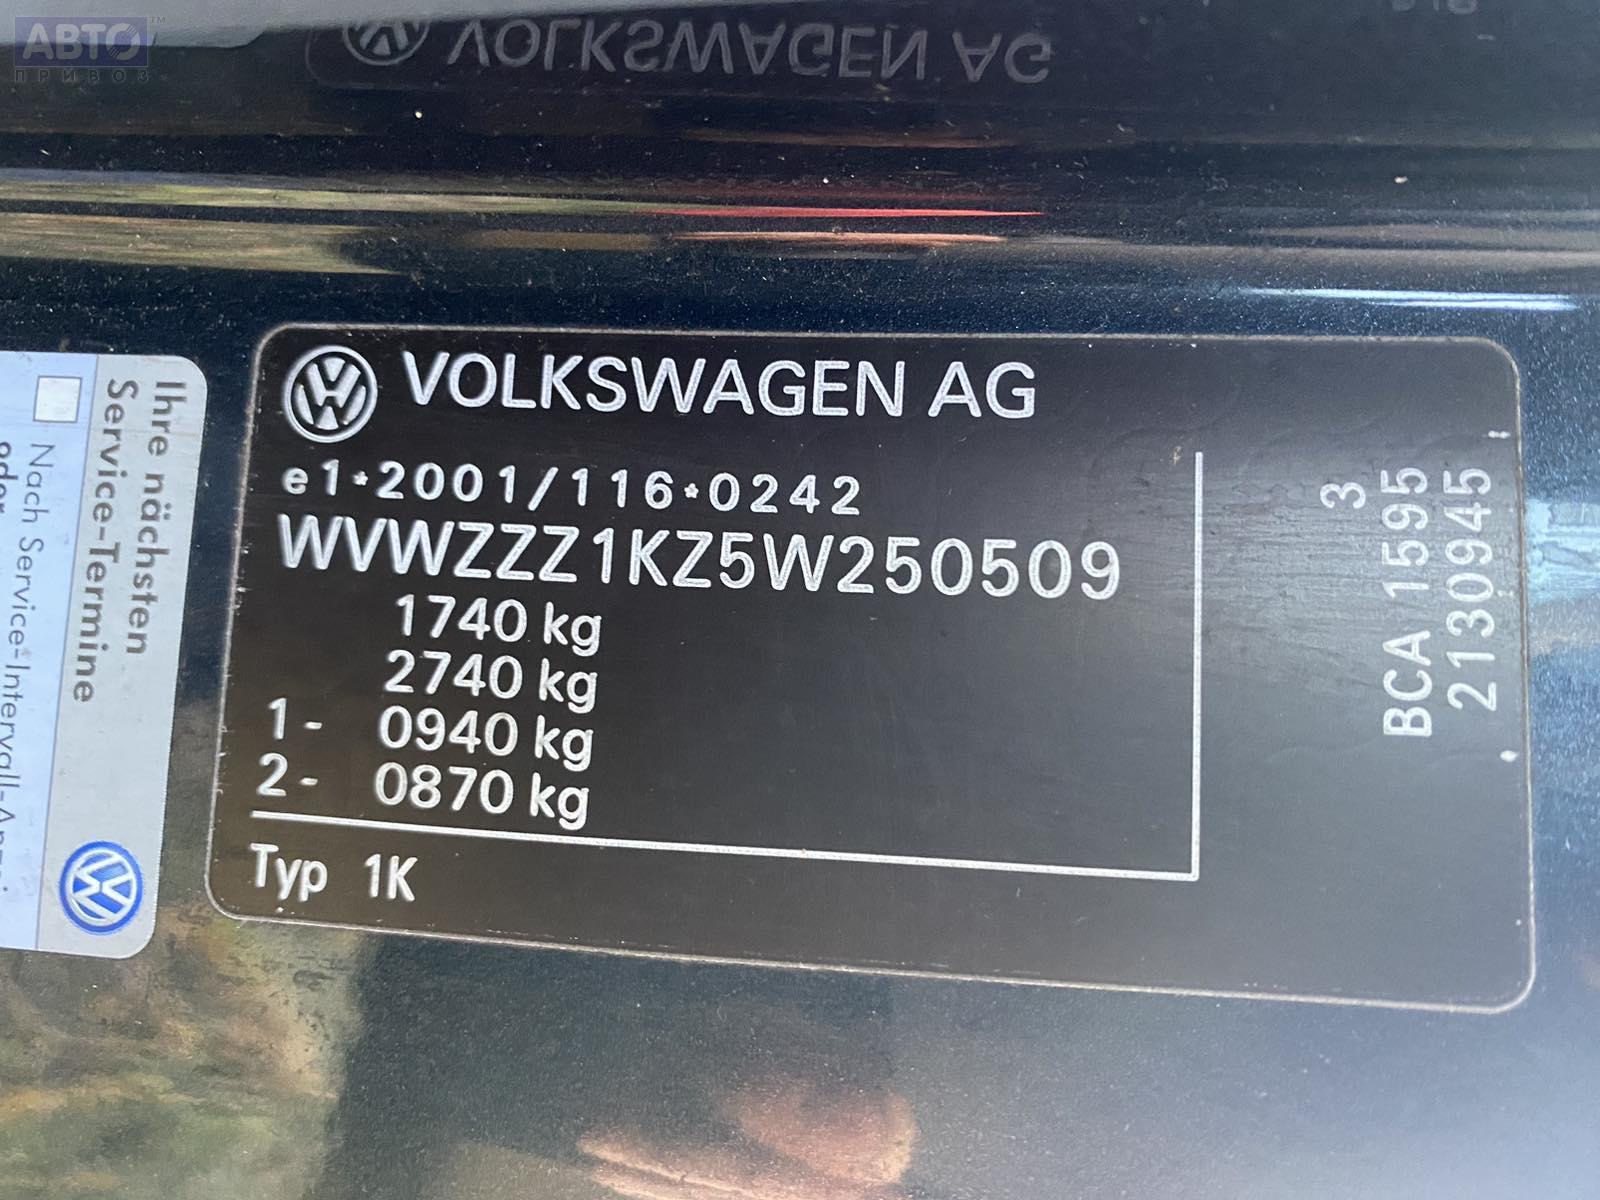 АВТО
ПРИВОЗ
VOLKSWAGEN AG
VOLKSWAGEN AG
e1*2001/116*0242
WVWZZZ1KZ5W250509
1740 kg
2740 kg
1- 0940 kg
2- 0870 kg
Typ 1K
3
BCA 1595
2130945
Ihre nächsten
Service-Termine
Nach Service-Intervall-
oder